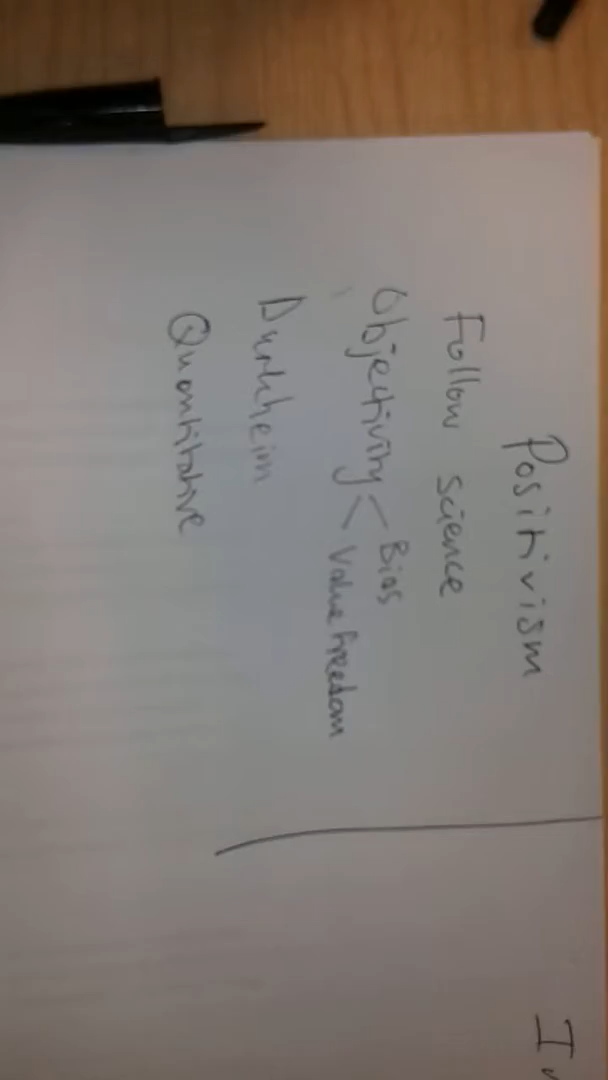 Positivism
Follow science
Objectivity < Bias
Value freedom
Durkheim
Quantitative